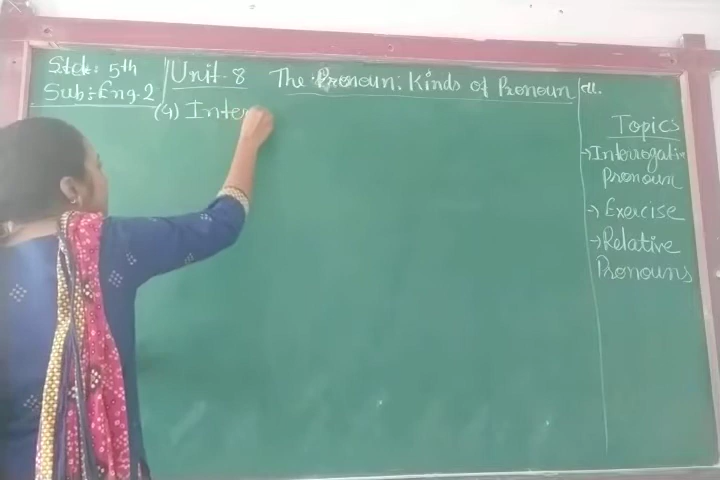 Std: 5th
Sub: Eng.2
Unit-8
The Pronoun: Kinds of Pronoun
(4) Inter
Topics
→Interrogative
Pronoun
→ Exercise
→Relative
Pronouns